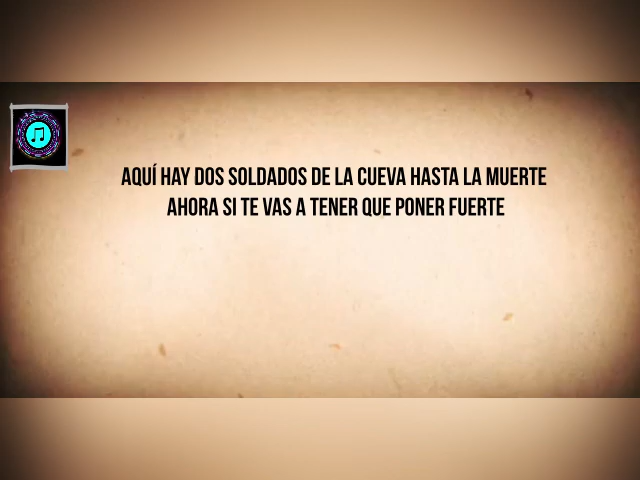 AQUÍ HAY DOS SOLDADOS DE LA CUEVA HASTA LA MUERTE
AHORA SI TE VAS A TENER QUE PONER FUERTE